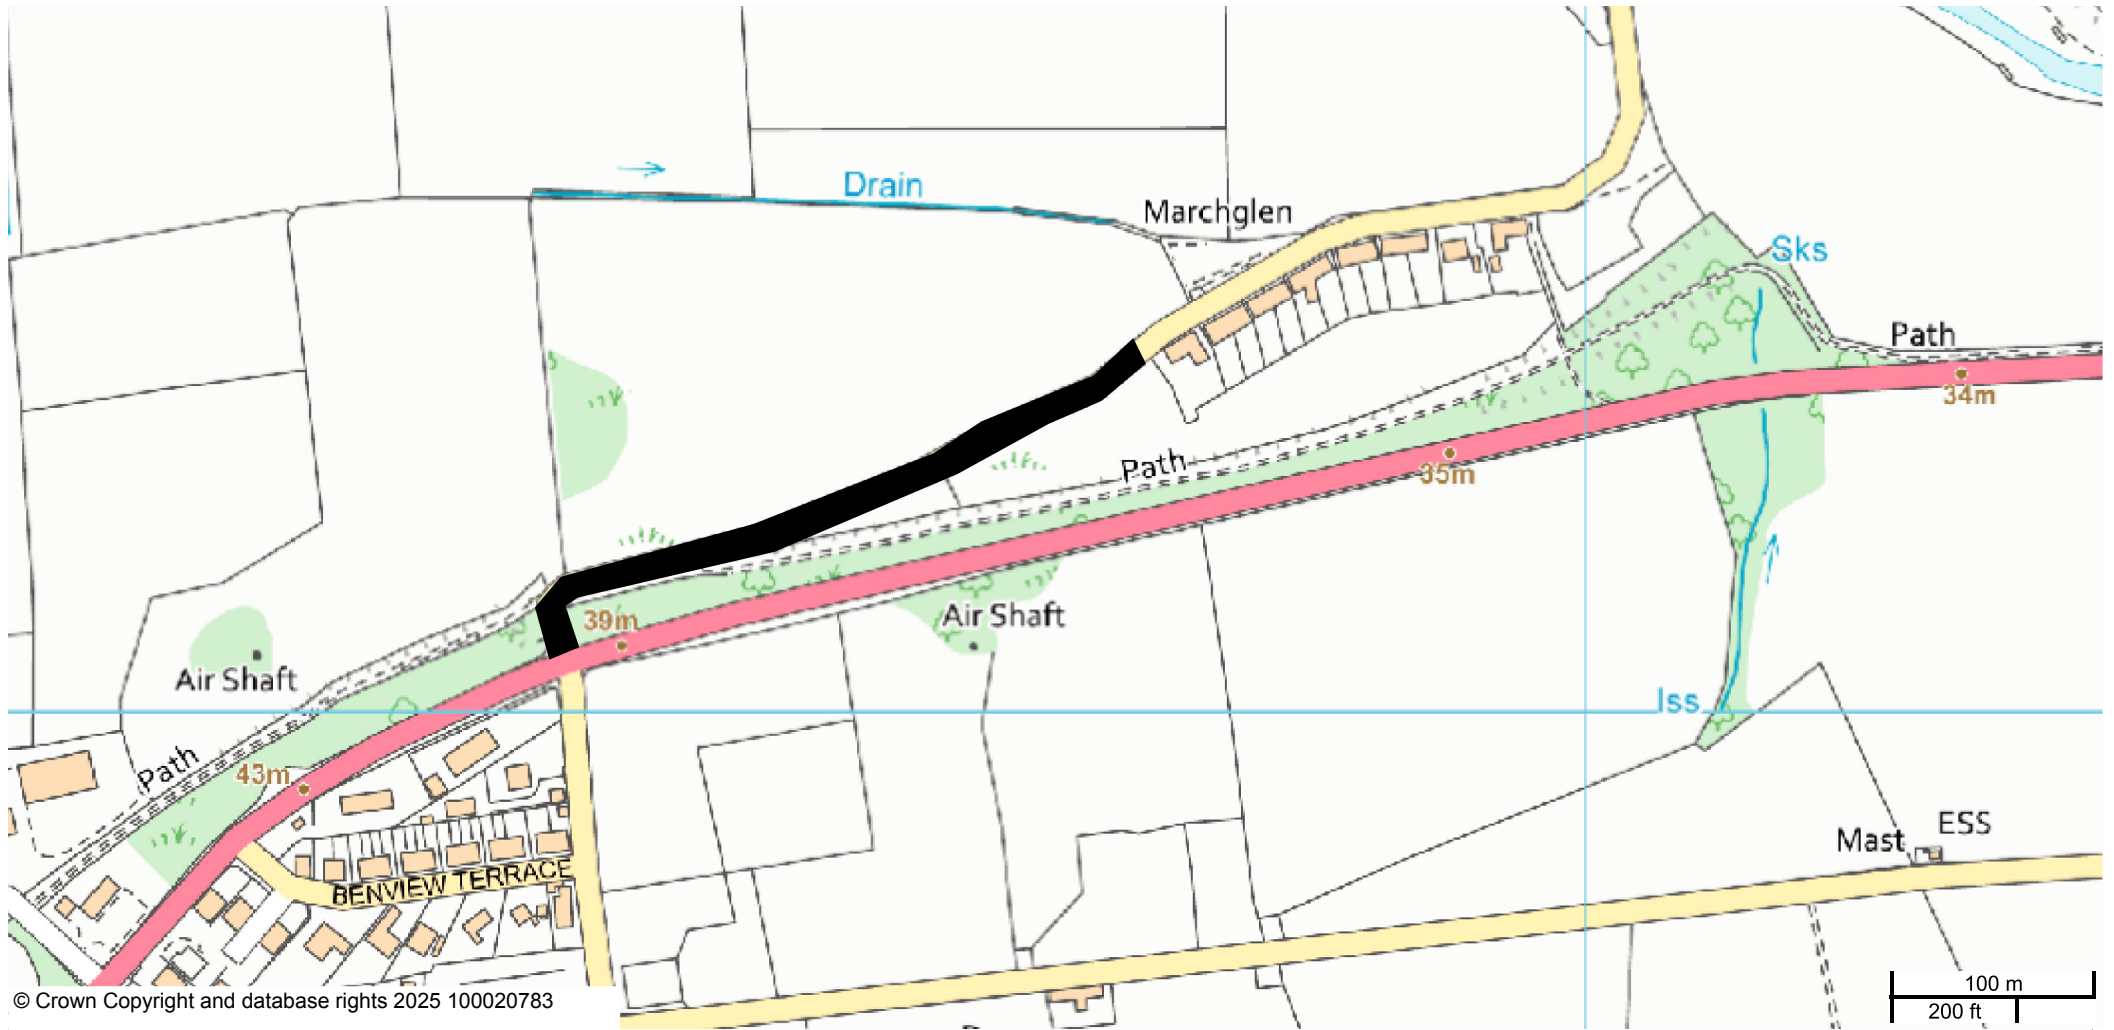 Drain
Marchglen
Sks
Path
34m
35m
Path
39m
Air Shaft
Air Shaft
Iss
Path
43m
BENVIEW TERRACE
Mast
ESS
100 m
200 ft
© Crown Copyright and database rights 2025 100020783